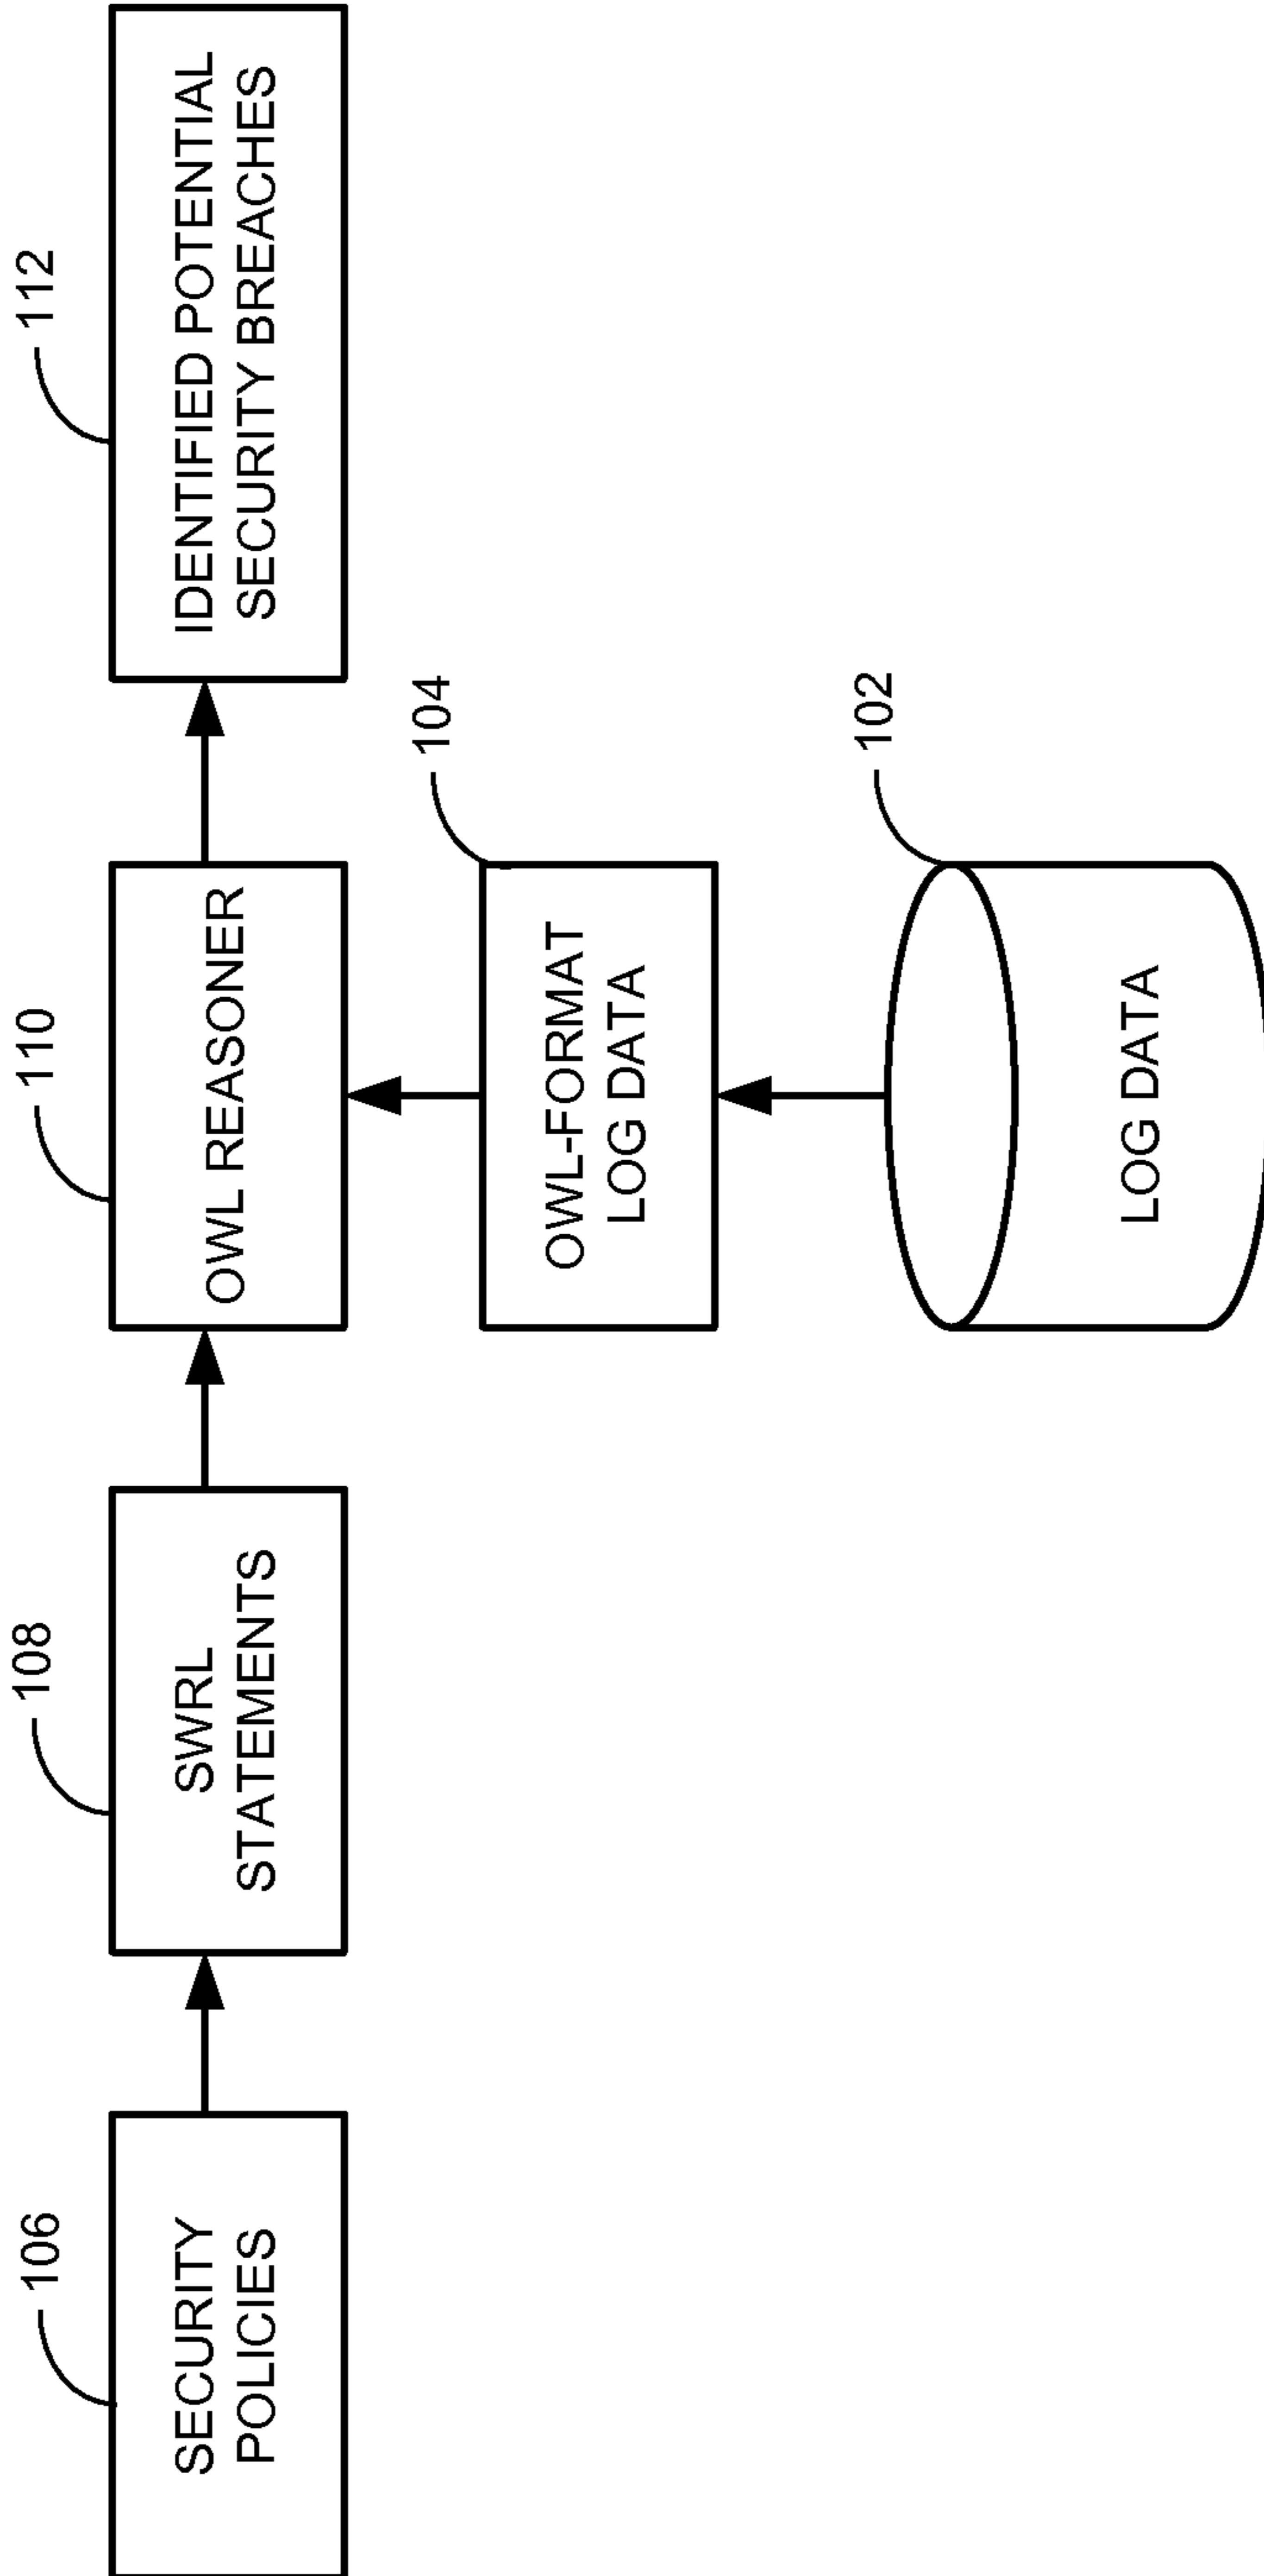 106
SECURITY
POLICIES
108
SWRL
STATEMENTS
110
OWL REASONER
112
IDENTIFIED POTENTIAL
SECURITY BREACHES
104
OWL-FORMAT
LOG DATA
102
LOG DATA